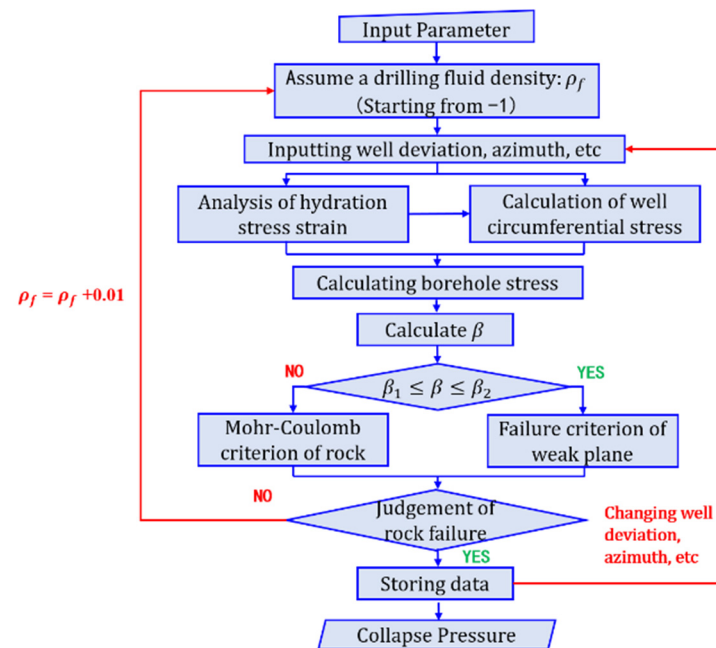 Input Parameter
Assume a drilling fluid density: ρ_f
(Starting from −1)
Inputting well deviation, azimuth, etc
Analysis of hydration
stress strain
Calculation of well
circumferential stress
ρ_f = ρ_f +0.01
Calculating borehole stress
Calculate β
NO
YES
β₁ ≤ β ≤ β₂
Mohr-Coulomb
criterion of rock
Failure criterion of
weak plane
NO
Judgement of
rock failure
Changing well
deviation,
azimuth, etc
YES
Storing data
Collapse Pressure